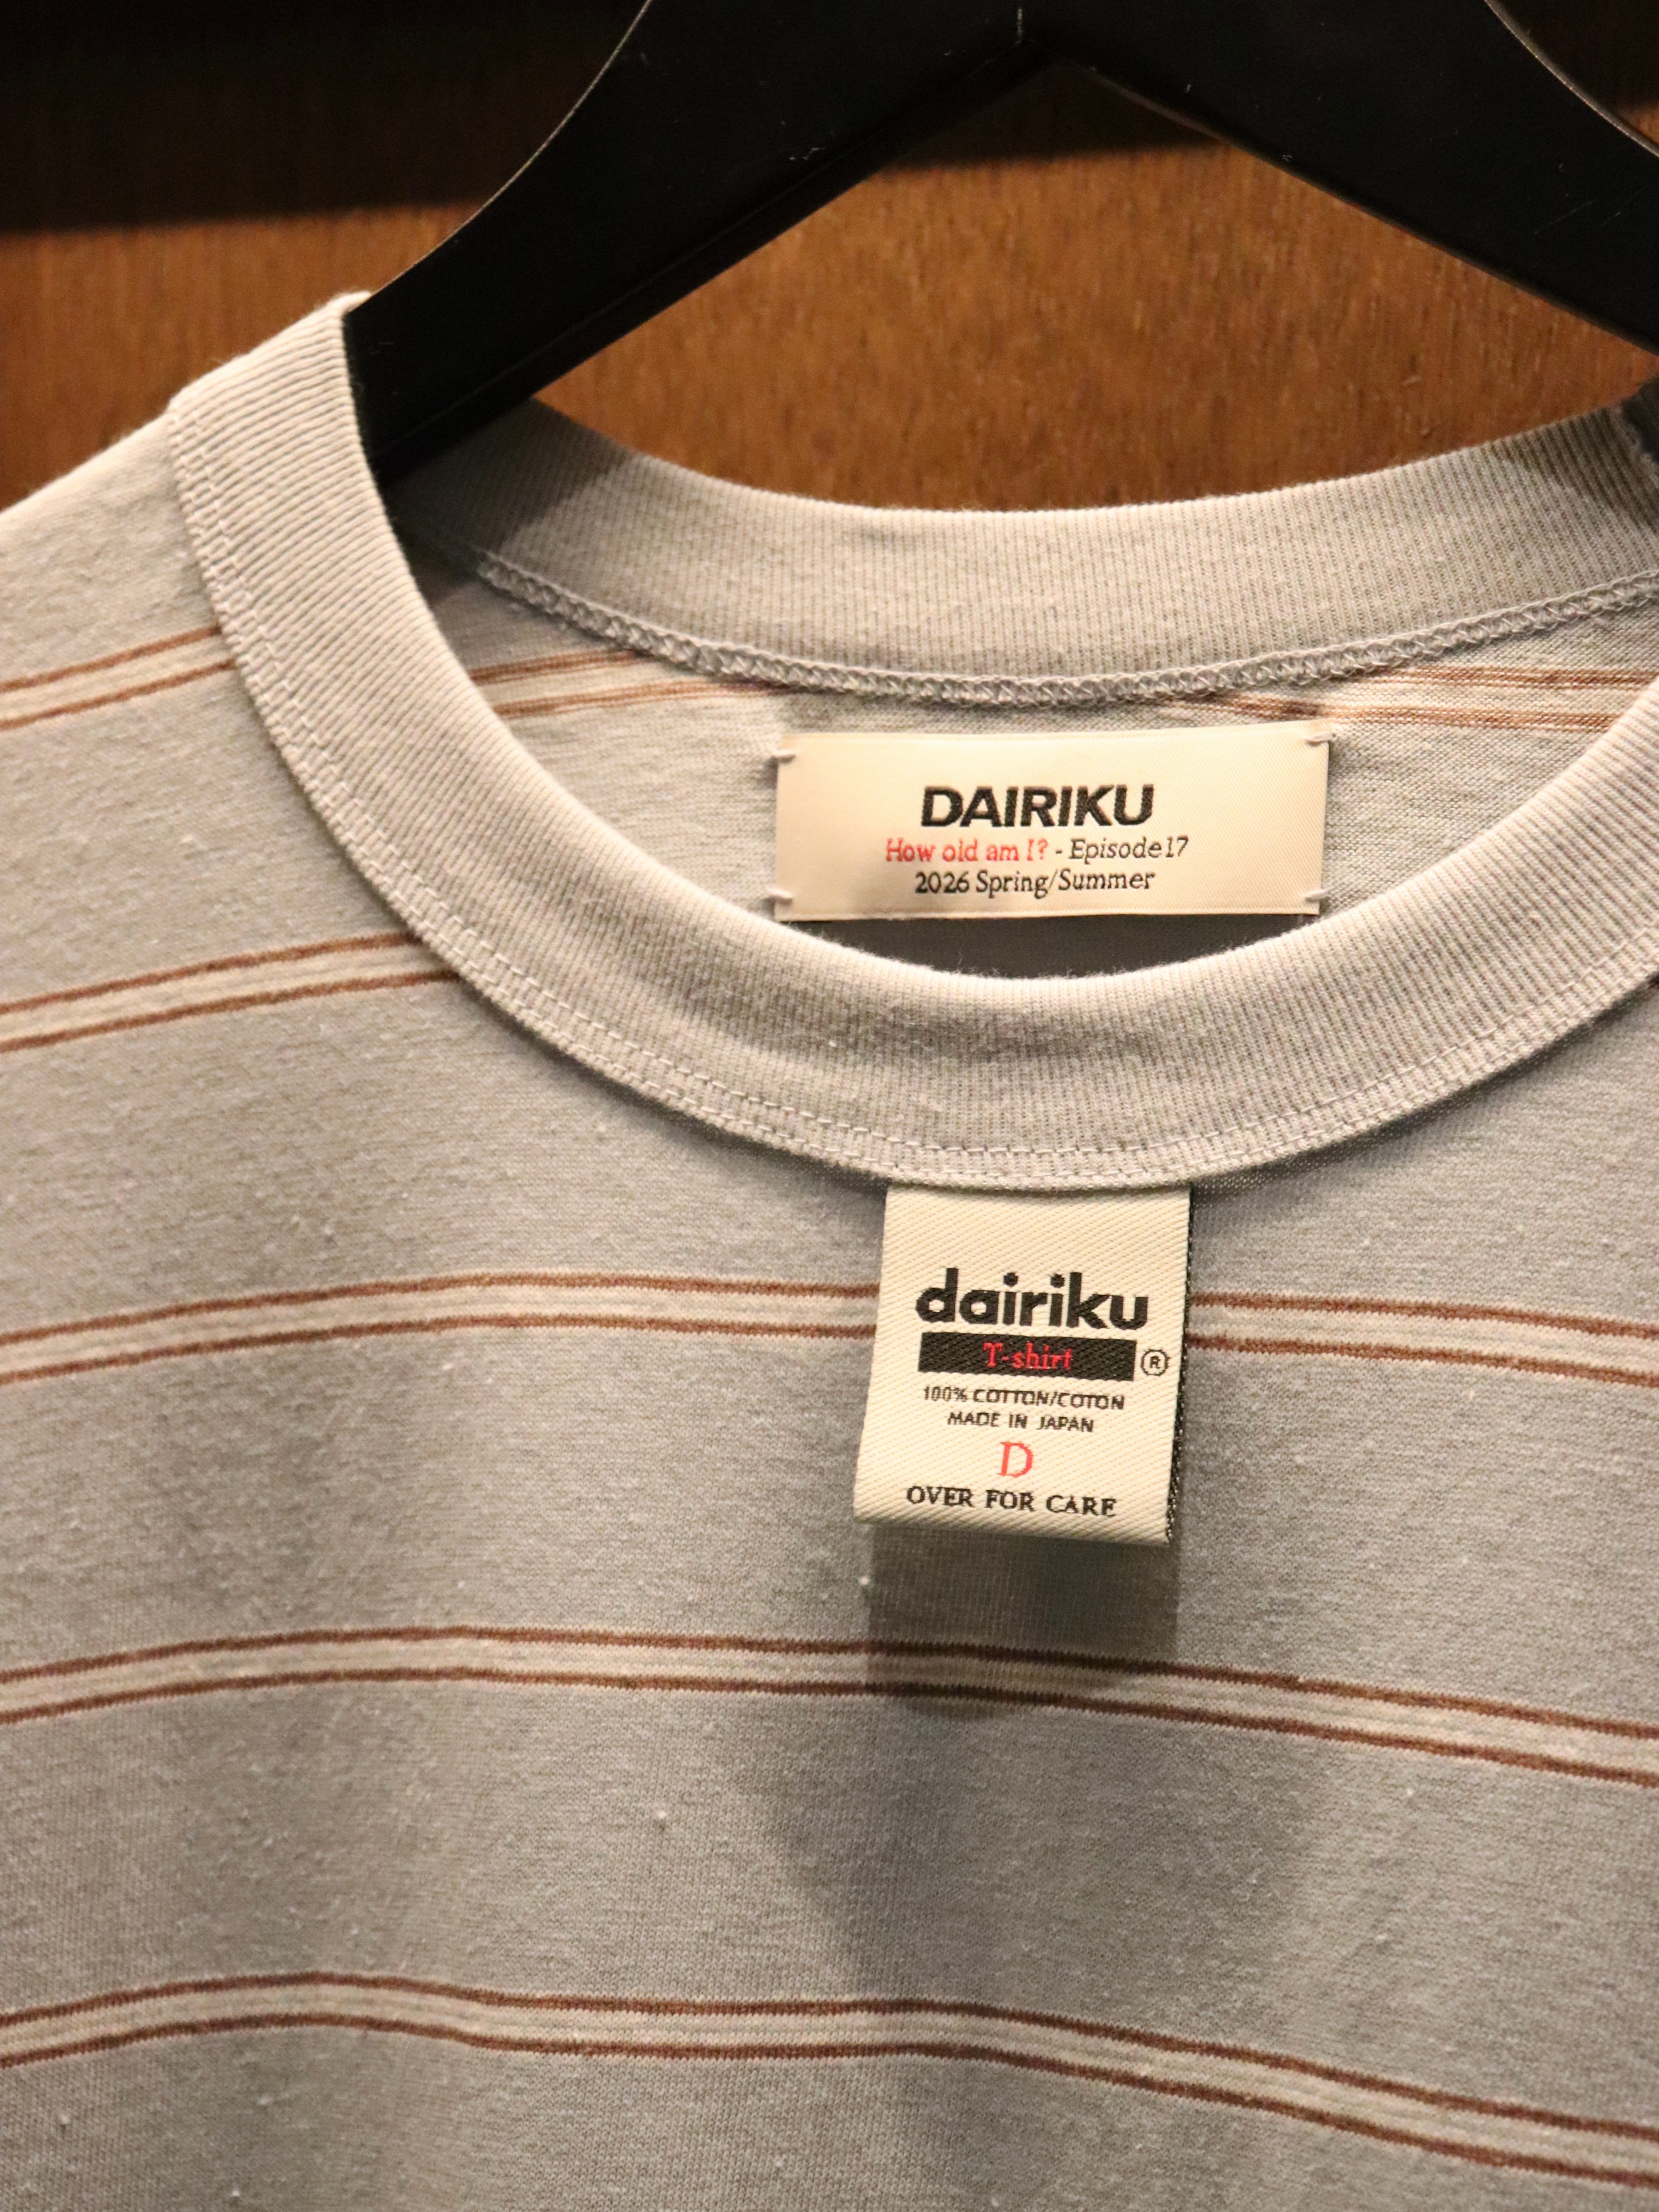 DAIRIKU
How old am I? - Episode17
2026 Spring/Summer
dairiku
T-shirt ®
100% COTTON/COTON
MADE IN JAPAN
D
OVER FOR CARE